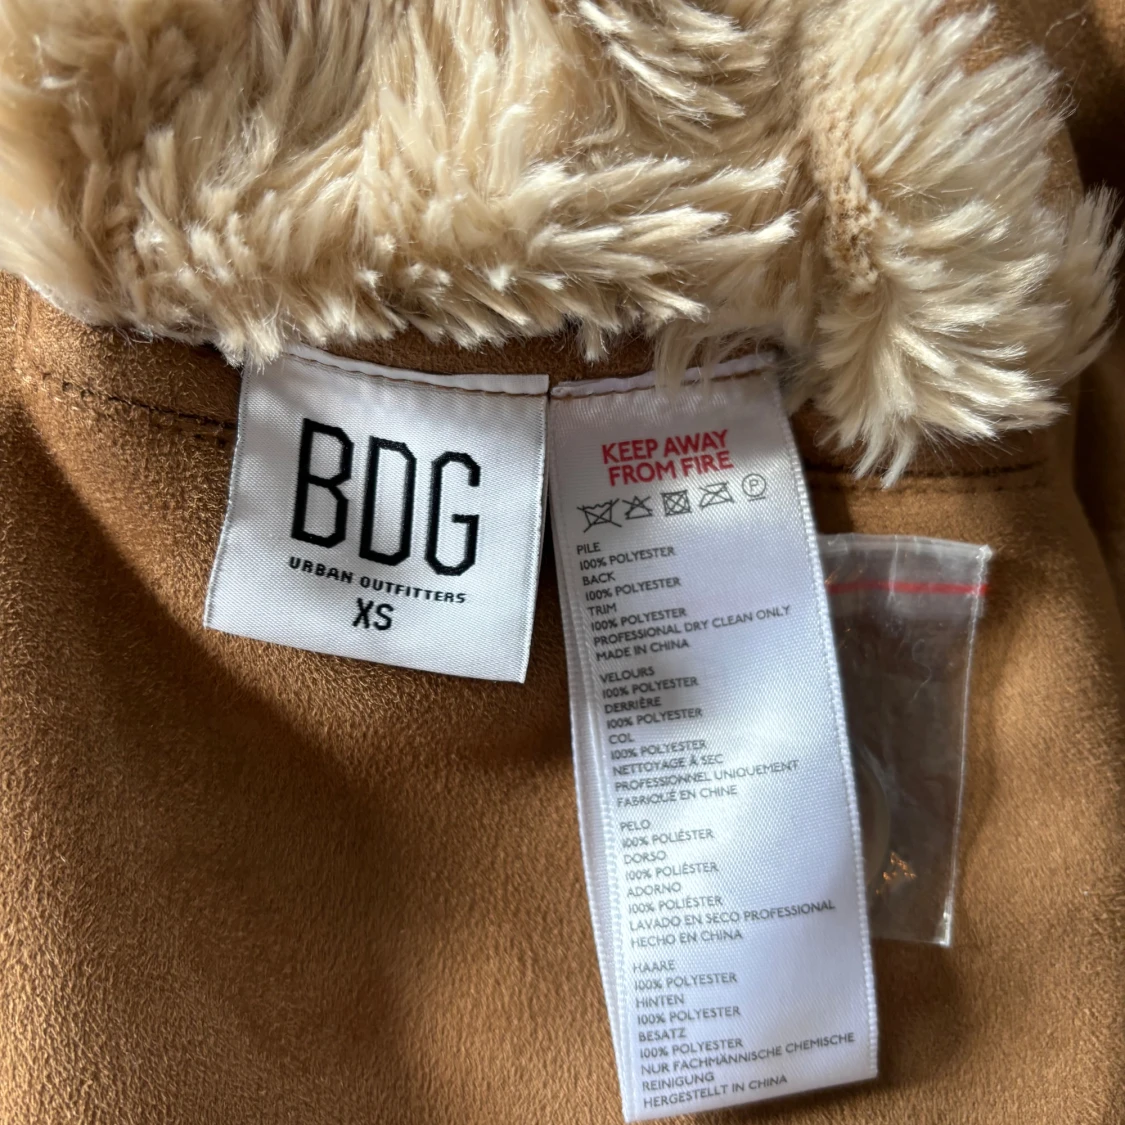 BDG
URBAN OUTFITTERS
XS
KEEP AWAY
FROM FIRE
P
PILE
100% POLYESTER
BACK
100% POLYESTER
TRIM
100% POLYESTER
PROFESSIONAL DRY CLEAN ONLY
MADE IN CHINA
VELOURS
100% POLYESTER
DERRIÈRE
100% POLYESTER
COL
100% POLYESTER
NETTOYAGE À SEC
PROFESSIONNEL UNIQUEMENT
FABRIQUÉ EN CHINE
PELO
100% POLIÉSTER
DORSO
100% POLIÉSTER
ADORNO
100% POLIÉSTER
LAVADO EN SECO PROFESSIONAL
HECHO EN CHINA
HAARE
100% POLYESTER
HINTEN
100% POLYESTER
BESATZ
100% POLYESTER
NUR FACHMÄNNISCHE CHEMISCHE
REINIGUNG
HERGESTELLT IN CHINA